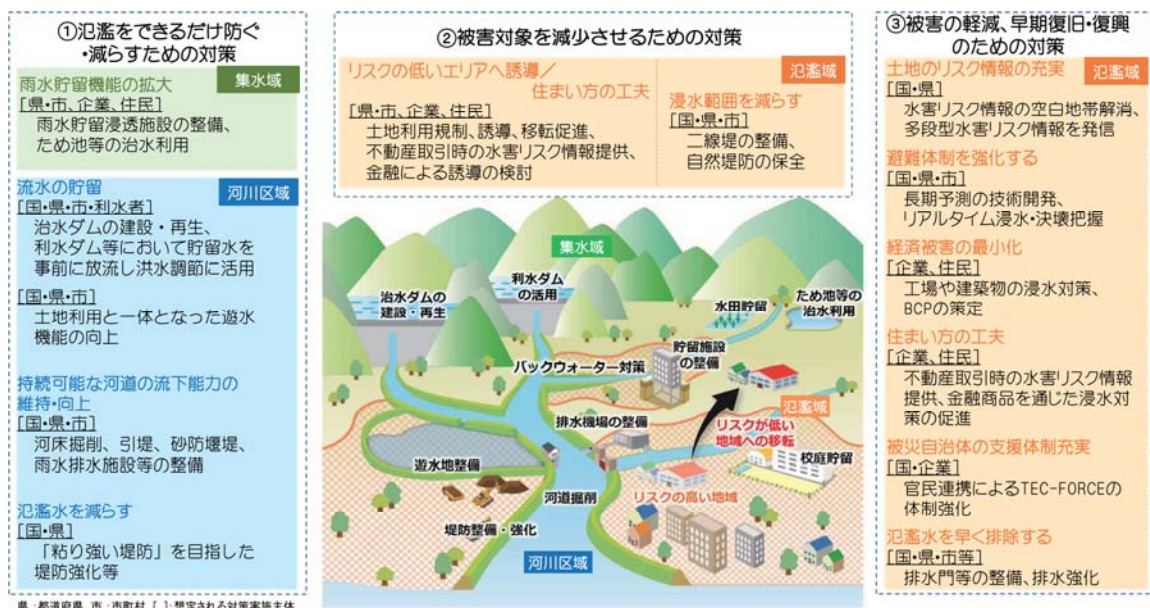 ①氾濫をできるだけ防ぐ
・減らすための対策
集水域
雨水貯留機能の拡大
[県・市、企業、住民]
雨水貯留浸透施設の整備、
ため池等の治水利用
流水の貯留
河川区域
[国・県・市・利水者]
治水ダムの建設・再生、
利水ダム等において貯留水を
事前に放流し洪水調節に活用
[国・県・市]
土地利用と一体となった遊水
機能の向上
持続可能な河道の流下能力の
維持・向上
[国・県・市]
河床掘削、引堤、砂防堰堤、
雨水排水施設等の整備
氾濫水を減らす
[国・県]
「粘り強い堤防」を目指した
堤防強化等
県：都道府県、市：市町村 [ ]：想定される対策実施主体
②被害対象を減少させるための対策
リスクの低いエリアへ誘導／
住まい方の工夫
[県・市、企業、住民]
土地利用規制、誘導、移転促進、
不動産取引時の水害リスク情報提供、
金融による誘導の検討
氾濫域
浸水範囲を減らす
[国・県・市]
二線堤の整備、
自然堤防の保全
集水域
治水ダムの
建設・再生
利水ダム
の活用
水田貯留
ため池等の
治水利用
バックウォーター対策
貯留施設
の整備
排水機場の整備
氾濫域
リスクが低い
地域への移転
校庭貯留
遊水地整備
河道掘削
リスクの高い地域
堤防整備・強化
河川区域
③被害の軽減、早期復旧・復興
のための対策
土地のリスク情報の充実
氾濫域
[国・県]
水害リスク情報の空白地帯解消、
多段型水害リスク情報を発信
避難体制を強化する
[国・県・市]
長期予測の技術開発、
リアルタイム浸水・決壊把握
経済被害の最小化
[企業、住民]
工場や建築物の浸水対策、
BCPの策定
住まい方の工夫
[企業、住民]
不動産取引時の水害リスク情報
提供、金融商品を通じた浸水対
策の促進
被災自治体の支援体制充実
[国・企業]
官民連携によるTEC-FORCEの
体制強化
氾濫水を早く排除する
[国・県・市等]
排水門等の整備、排水強化